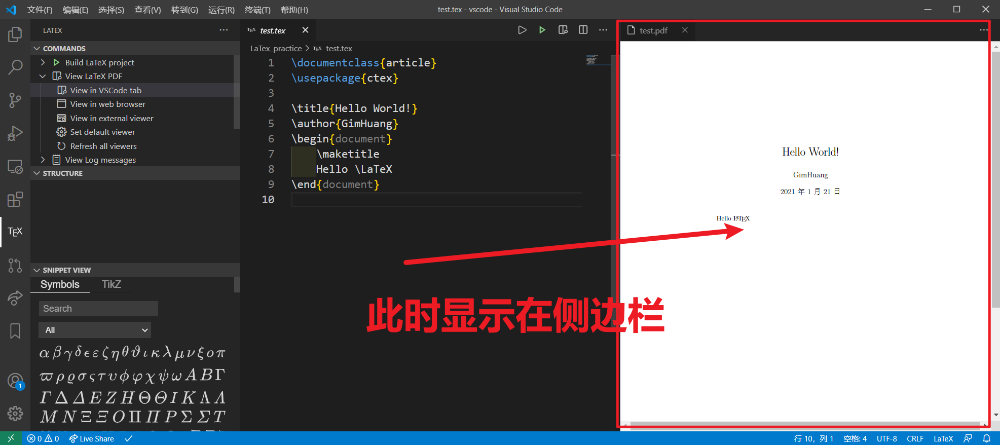 文件(F) 编辑(E) 选择(S) 查看(V) 转到(G) 运行(R) 终端(T) 帮助(H) test.tex - vscode - Visual Studio Code
LATEX
COMMANDS
Build LaTeX project
View LaTeX PDF
View in VSCode tab
View in web browser
View in external viewer
Set default viewer
Refresh all viewers
View Log messages
STRUCTURE
SNIPPET VIEW
Symbols TikZ
Search
All
α β γ δ ϵ ε ζ η θ ϑ ι κ λ μ ν ξ ο π
ϖ ρ ϱ σ ς τ υ ϕ φ χ ψ ω A B Γ
Γ Δ Δ E Z H Θ Θ I K Λ Λ
M N Ξ Ξ O Π Π P Σ Σ T
TEX
1
TEX test.tex
LaTex_practice > TEX test.tex
1 \documentclass{article}
2 \usepackage{ctex}
3
4 \title{Hello World!}
5 \author{GimHuang}
6 \begin{document}
7 \maketitle
8 Hello \LaTeX
9 \end{document}
10
此时显示在侧边栏
test.pdf
Hello World!
GimHuang
2021 年 1 月 21 日
Hello LATEX
0 0 Live Share
行 10，列 1 空格: 4 UTF-8 CRLF LaTeX